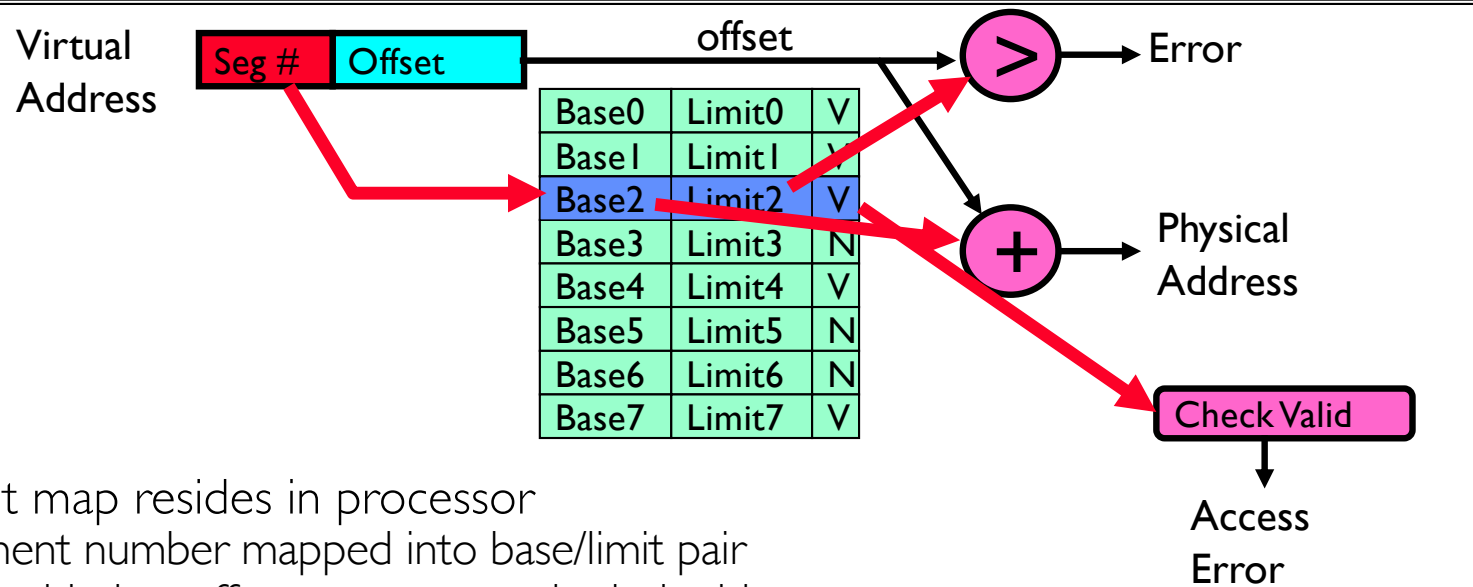 Virtual
Address
Seg # Offset
offset
>
Error
Base0 Limit0 V
Base1 Limit1 V
Base2 Limit2 V
Base3 Limit3 N
Base4 Limit4 V
Base5 Limit5 N
Base6 Limit6 N
Base7 Limit7 V
+
Physical
Address
Check Valid
Access
Error
t map resides in processor
ment number mapped into base/limit pair